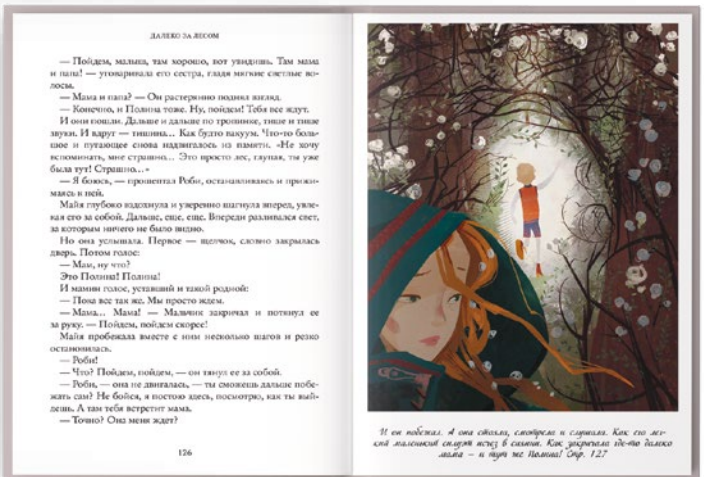 ДАЛЕКО ЗА ЛЕСОМ
— Пойдем, малыш, там хорошо, вот увидишь. Там мама
и папа! — уговаривала его сестра, гладя мягкие светлые во-
лосы.
— Мама и папа? — Он растерянно поднял взгляд.
— Конечно, и Полина тоже. Ну, пойдем! Тебя все ждут.
И они пошли. Дальше и дальше по тропинке, тише и тише
звуки. И вдруг — тишина... Как будто вакуум. Что-то боль-
шое и пугающее снова надвигалось из памяти. «Не хочу
вспоминать, мне страшно... Это просто лес, глупая, ты уже
была тут! Страшно...»
— Я боюсь, — прошептал Роби, останавливаясь и прижи-
маясь к ней.
Майя глубоко вздохнула и уверенно шагнула вперед, увле-
кая его за собой. Дальше, еще, еще. Впереди разливался свет,
за которым ничего не было видно.
Но она услышала. Первое — щелчок, словно закрылась
дверь. Потом голос:
— Мам, ну что?
Это Полина! Полина!
И мамин голос, уставший и такой родной:
— Пока все так же. Мы просто ждем.
— Мама... Мама! — Мальчик закричал и потянул ее
за руку. — Пойдем, пойдем скорее!
Майя пробежала вместе с ним несколько шагов и резко
остановилась.
— Роби!
— Что? Пойдем, пойдем, — он тянул ее за собой.
— Роби, — она не двигалась, — ты сможешь дальше побе-
жать сам? Не бойся, я постою здесь, посмотрю, как ты вый-
дешь. А там тебя встретит мама.
— Точно? Она меня ждет?
126
И он побежал. А она стояла, смотрела и слушала. Как его лег-
кий маленький силуэт исчез в сиянии. Как закричала где-то далеко
мама — и тут же Полина! Стр. 127